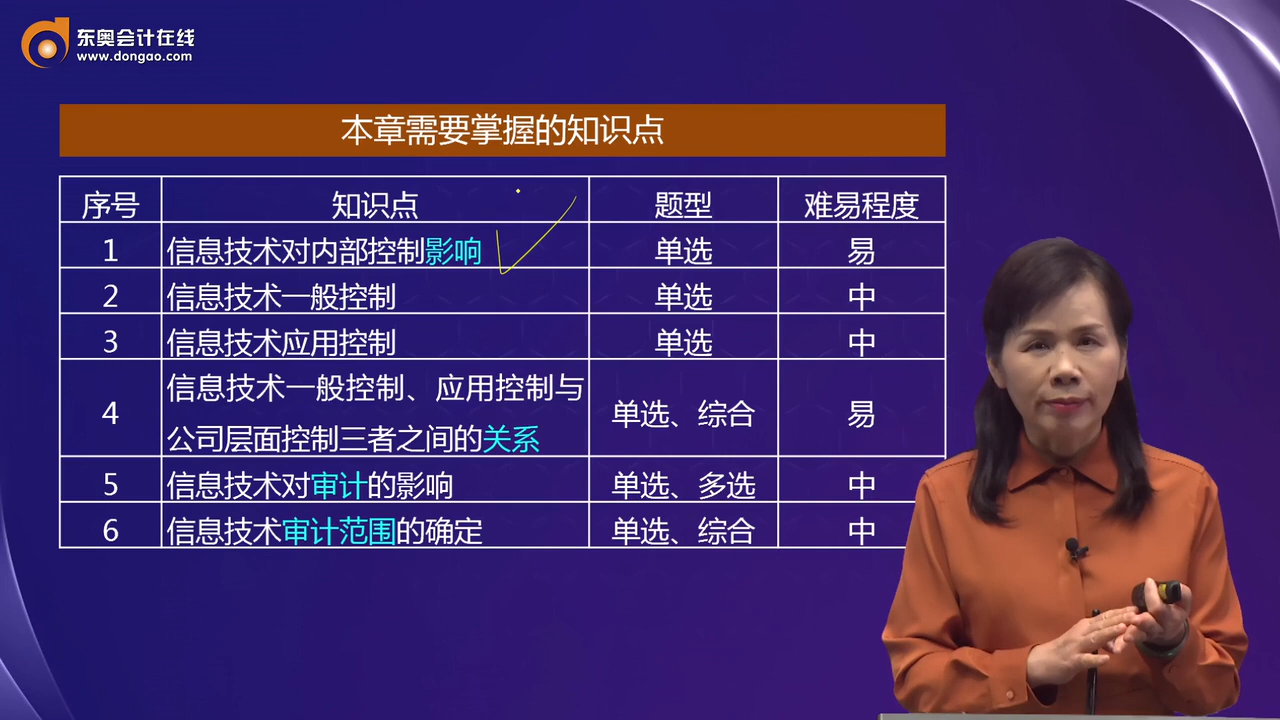 东奥会计在线
www.dongao.com
本章需要掌握的知识点
序号 知识点 题型 难易程度
1 信息技术对内部控制影响 单选 易
2 信息技术一般控制 单选 中
3 信息技术应用控制 单选 中
4 信息技术一般控制、应用控制与
公司层面控制三者之间的关系 单选、综合 易
5 信息技术对审计的影响 单选、多选 中
6 信息技术审计范围的确定 单选、综合 中